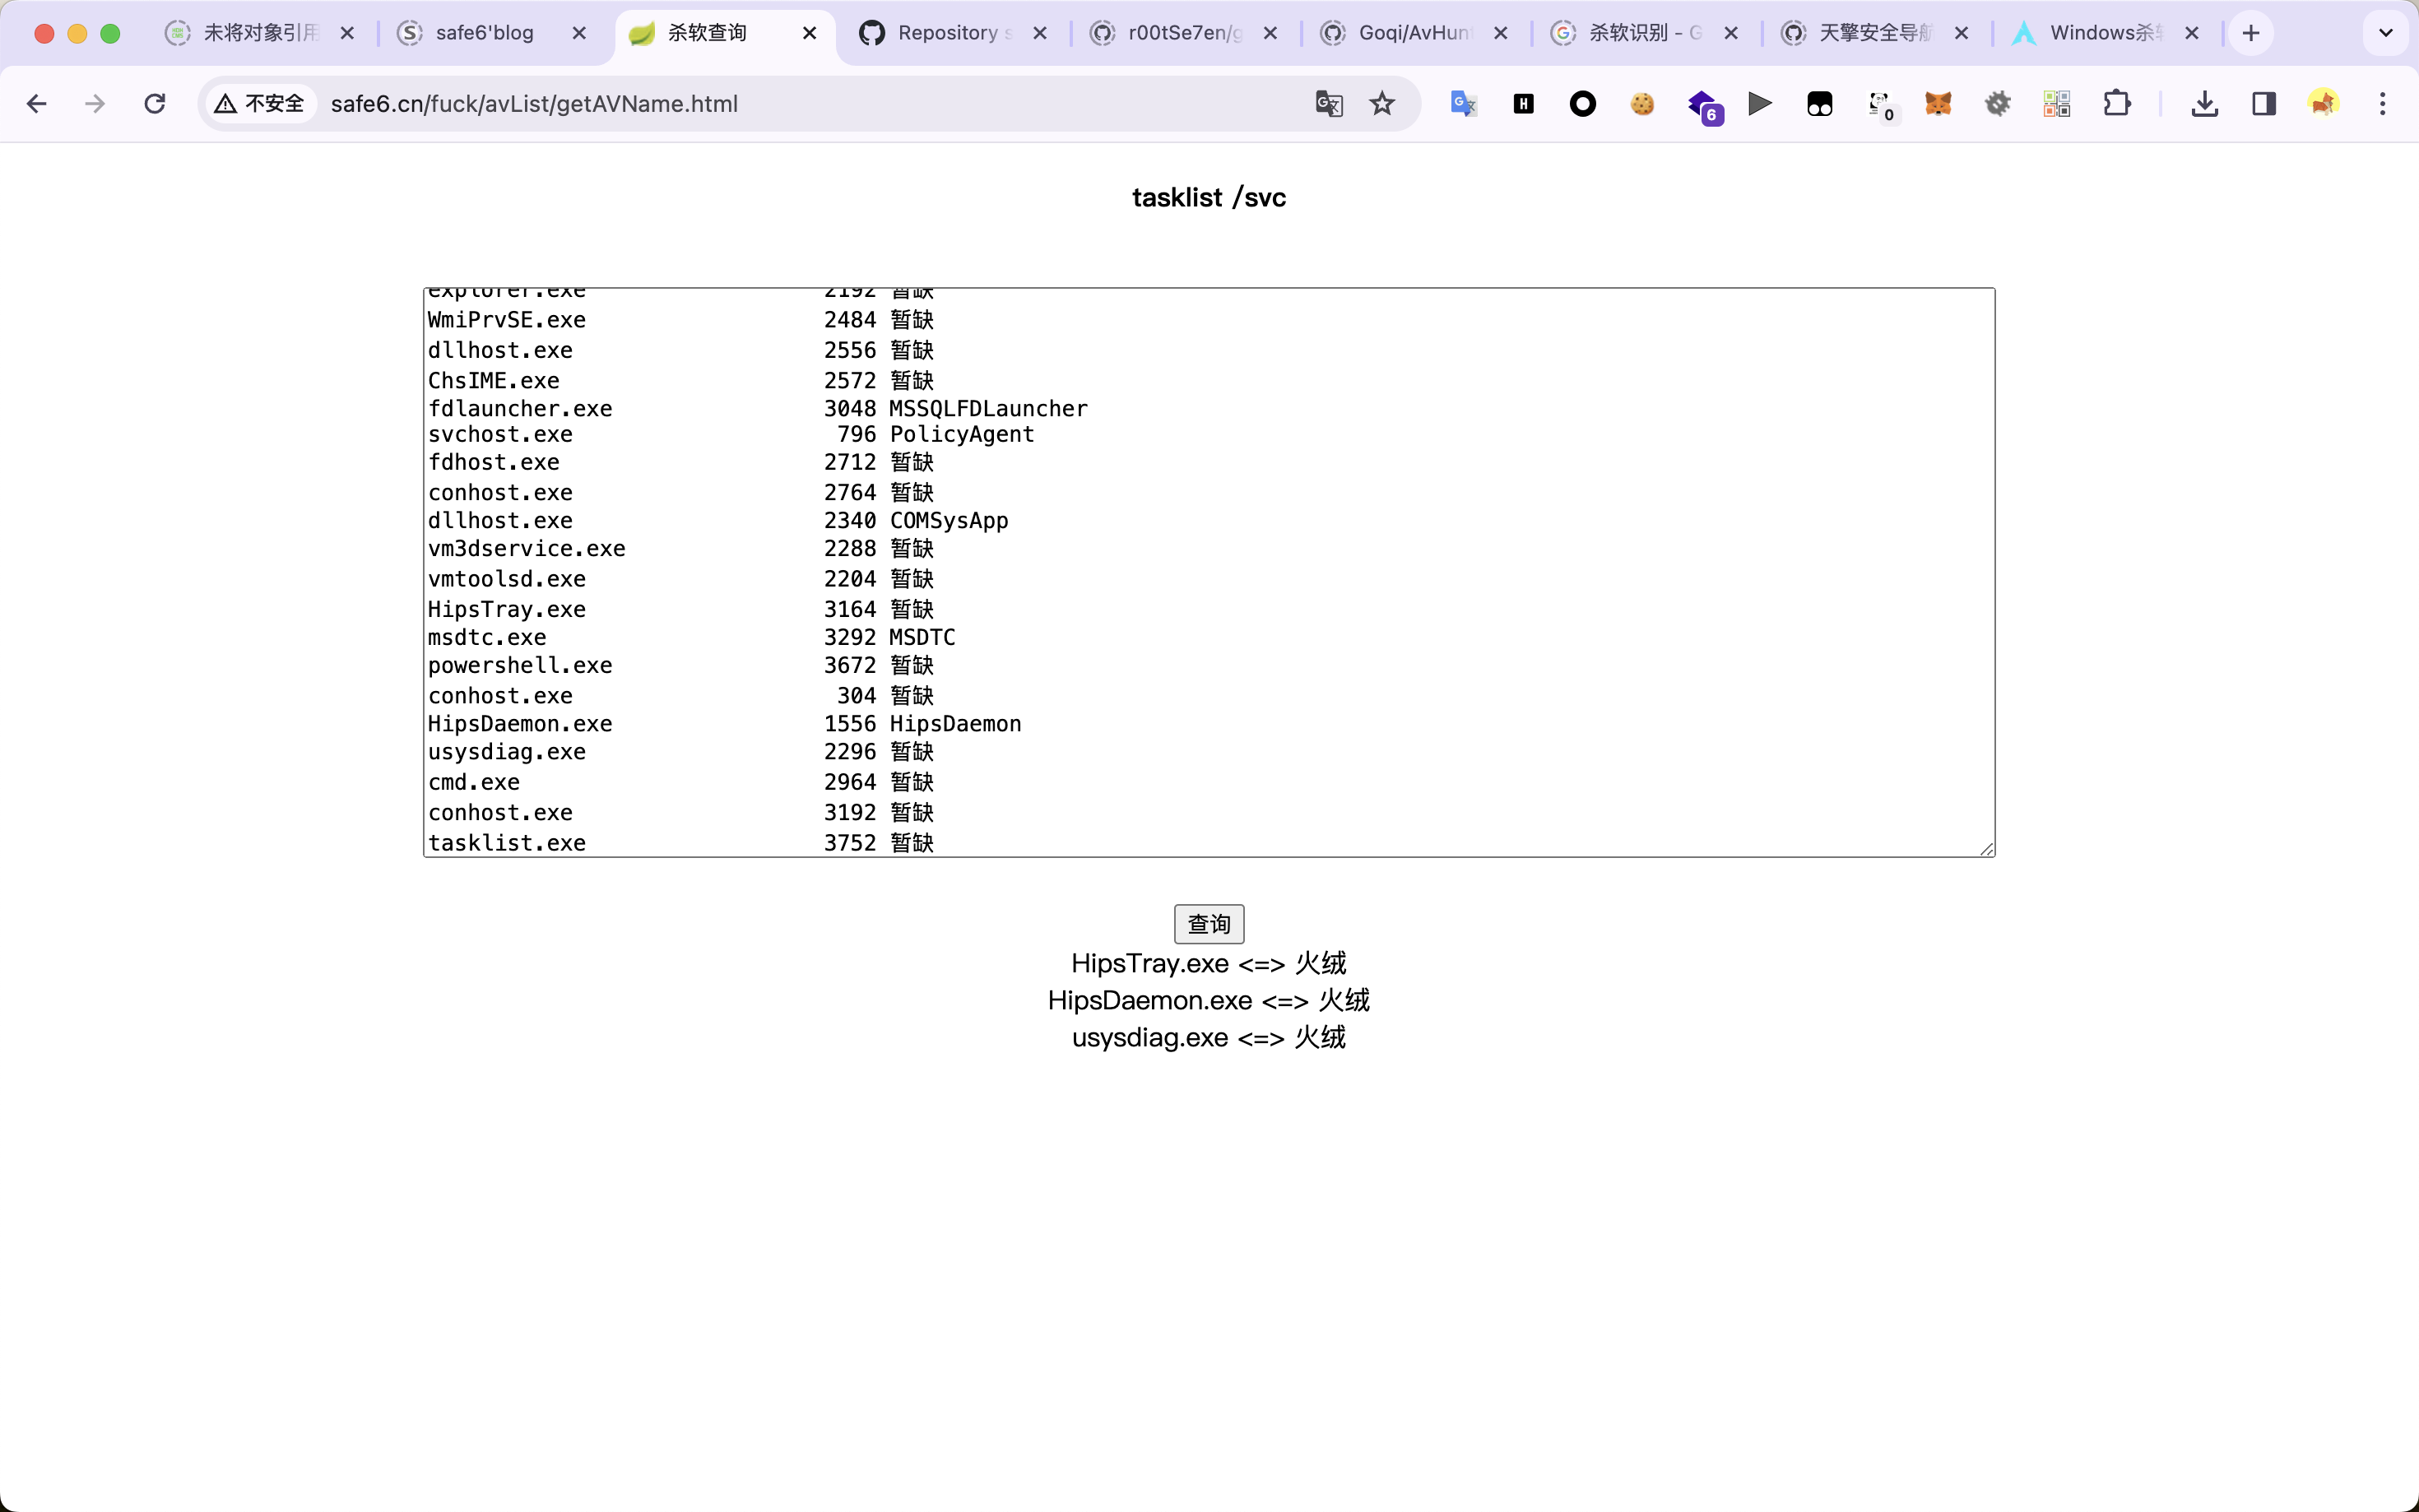 未将对象引用
safe6'blog
杀软查询
Repository s
r00tSe7en/g
Goqi/AvHunt
杀软识别 - G
天擎安全导航
Windows杀软
不安全
safe6.cn/fuck/avList/getAVName.html
6
0
tasklist /svc
explorer.exe 2192 暂缺
WmiPrvSE.exe 2484 暂缺
dllhost.exe 2556 暂缺
ChsIME.exe 2572 暂缺
fdlauncher.exe 3048 MSSQLFDLauncher
svchost.exe 796 PolicyAgent
fdhost.exe 2712 暂缺
conhost.exe 2764 暂缺
dllhost.exe 2340 COMSysApp
vm3dservice.exe 2288 暂缺
vmtoolsd.exe 2204 暂缺
HipsTray.exe 3164 暂缺
msdtc.exe 3292 MSDTC
powershell.exe 3672 暂缺
conhost.exe 304 暂缺
HipsDaemon.exe 1556 HipsDaemon
usysdiag.exe 2296 暂缺
cmd.exe 2964 暂缺
conhost.exe 3192 暂缺
tasklist.exe 3752 暂缺
查询
HipsTray.exe <=> 火绒
HipsDaemon.exe <=> 火绒
usysdiag.exe <=> 火绒